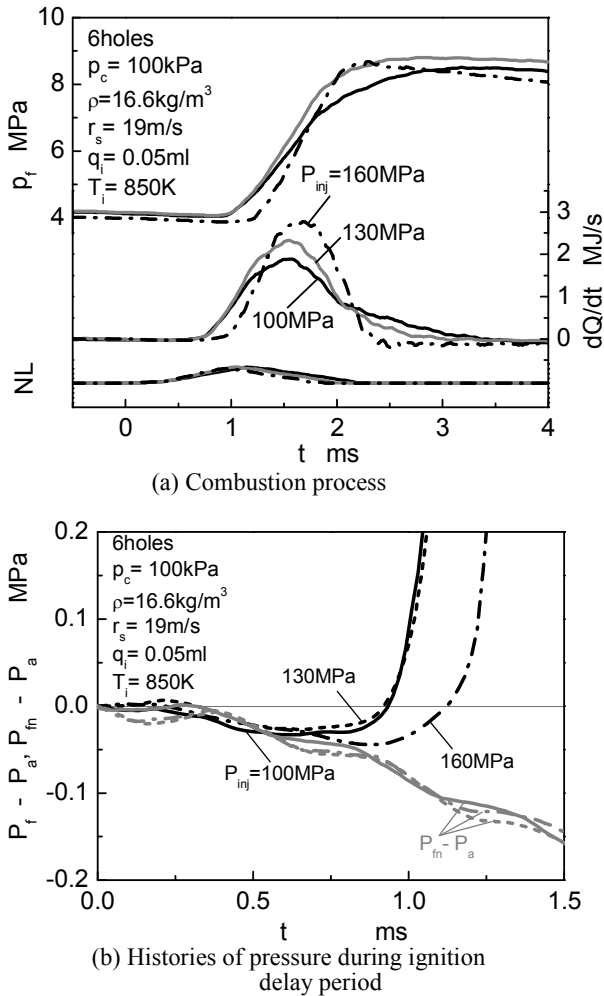 10
8
6
4
p_f MPa
6holes
p_c = 100kPa
ρ=16.6kg/m³
r_s = 19m/s
q_i = 0.05ml
T_i = 850K
P_inj=160MPa
130MPa
100MPa
3
2
1
0
dQ/dt MJ/s
NL
0 1 2 3 4
t ms
(a) Combustion process
0.2
0.1
0.0
-0.1
-0.2
P_f - P_a, P_fn - P_a MPa
6holes
p_c = 100kPa
ρ=16.6kg/m³
r_s = 19m/s
q_i = 0.05ml
T_i = 850K
130MPa
P_inj=100MPa
160MPa
P_fn - P_a
0.0 0.5 1.0 1.5
t ms
(b) Histories of pressure during ignition
delay period